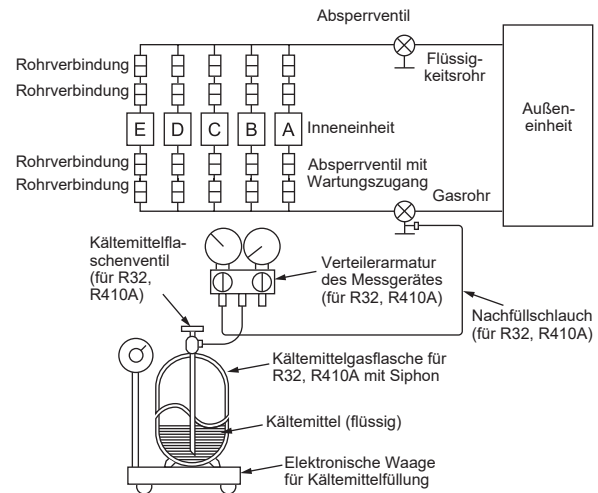 Absperrventil
Rohrverbindung
Rohrverbindung
Flüssig-
keitsrohr
Außen-
einheit
E D C B A
Inneneinheit
Rohrverbindung
Rohrverbindung
Absperrventil mit
Wartungszugang
Gasrohr
Kältemittelfla-
schenventil
(für R32,
R410A)
Verteilerarmatur
des Messgerätes
(für R32, R410A)
Nachfüllschlauch
(für R32, R410A)
Kältemittelgasflasche für
R32, R410A mit Siphon
Kältemittel (flüssig)
Elektronische Waage
für Kältemittelfüllung